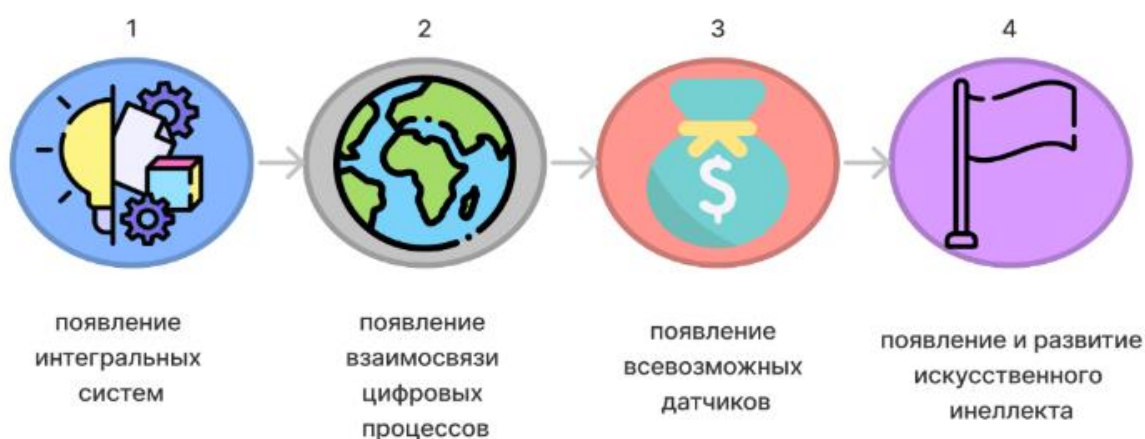 1
2
3
4
$
появление
интегральных
систем
появление
взаимосвязи
цифровых
процессов
появление
всевозможных
датчиков
появление и развитие
искусственного
инеллекта